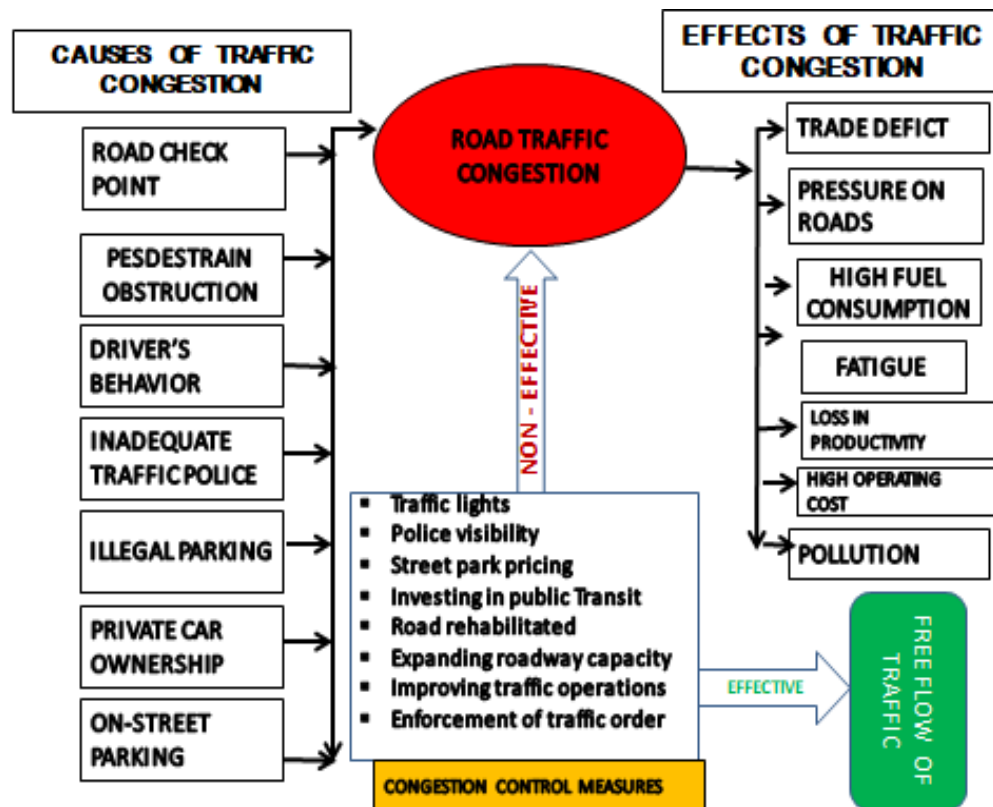 CAUSES OF TRAFFIC
CONGESTION
ROAD CHECK
POINT
PESDESTRAIN
OBSTRUCTION
DRIVER'S
BEHAVIOR
INADEQUATE
TRAFFIC POLICE
ILLEGAL PARKING
PRIVATE CAR
OWNERSHIP
ON-STREET
PARKING
ROAD TRAFFIC
CONGESTION
NON - EFFECTIVE
▪ Traffic lights
▪ Police visibility
▪ Street park pricing
▪ Investing in public Transit
▪ Road rehabilitated
▪ Expanding roadway capacity
▪ Improving traffic operations
▪ Enforcement of traffic order
CONGESTION CONTROL MEASURES
EFFECTS OF TRAFFIC
CONGESTION
TRADE DEFICT
PRESSURE ON
ROADS
HIGH FUEL
CONSUMPTION
FATIGUE
LOSS IN
PRODUCTIVITY
HIGH OPERATING
COST
POLLUTION
EFFECTIVE
FREE FLOW OF
TRAFFIC